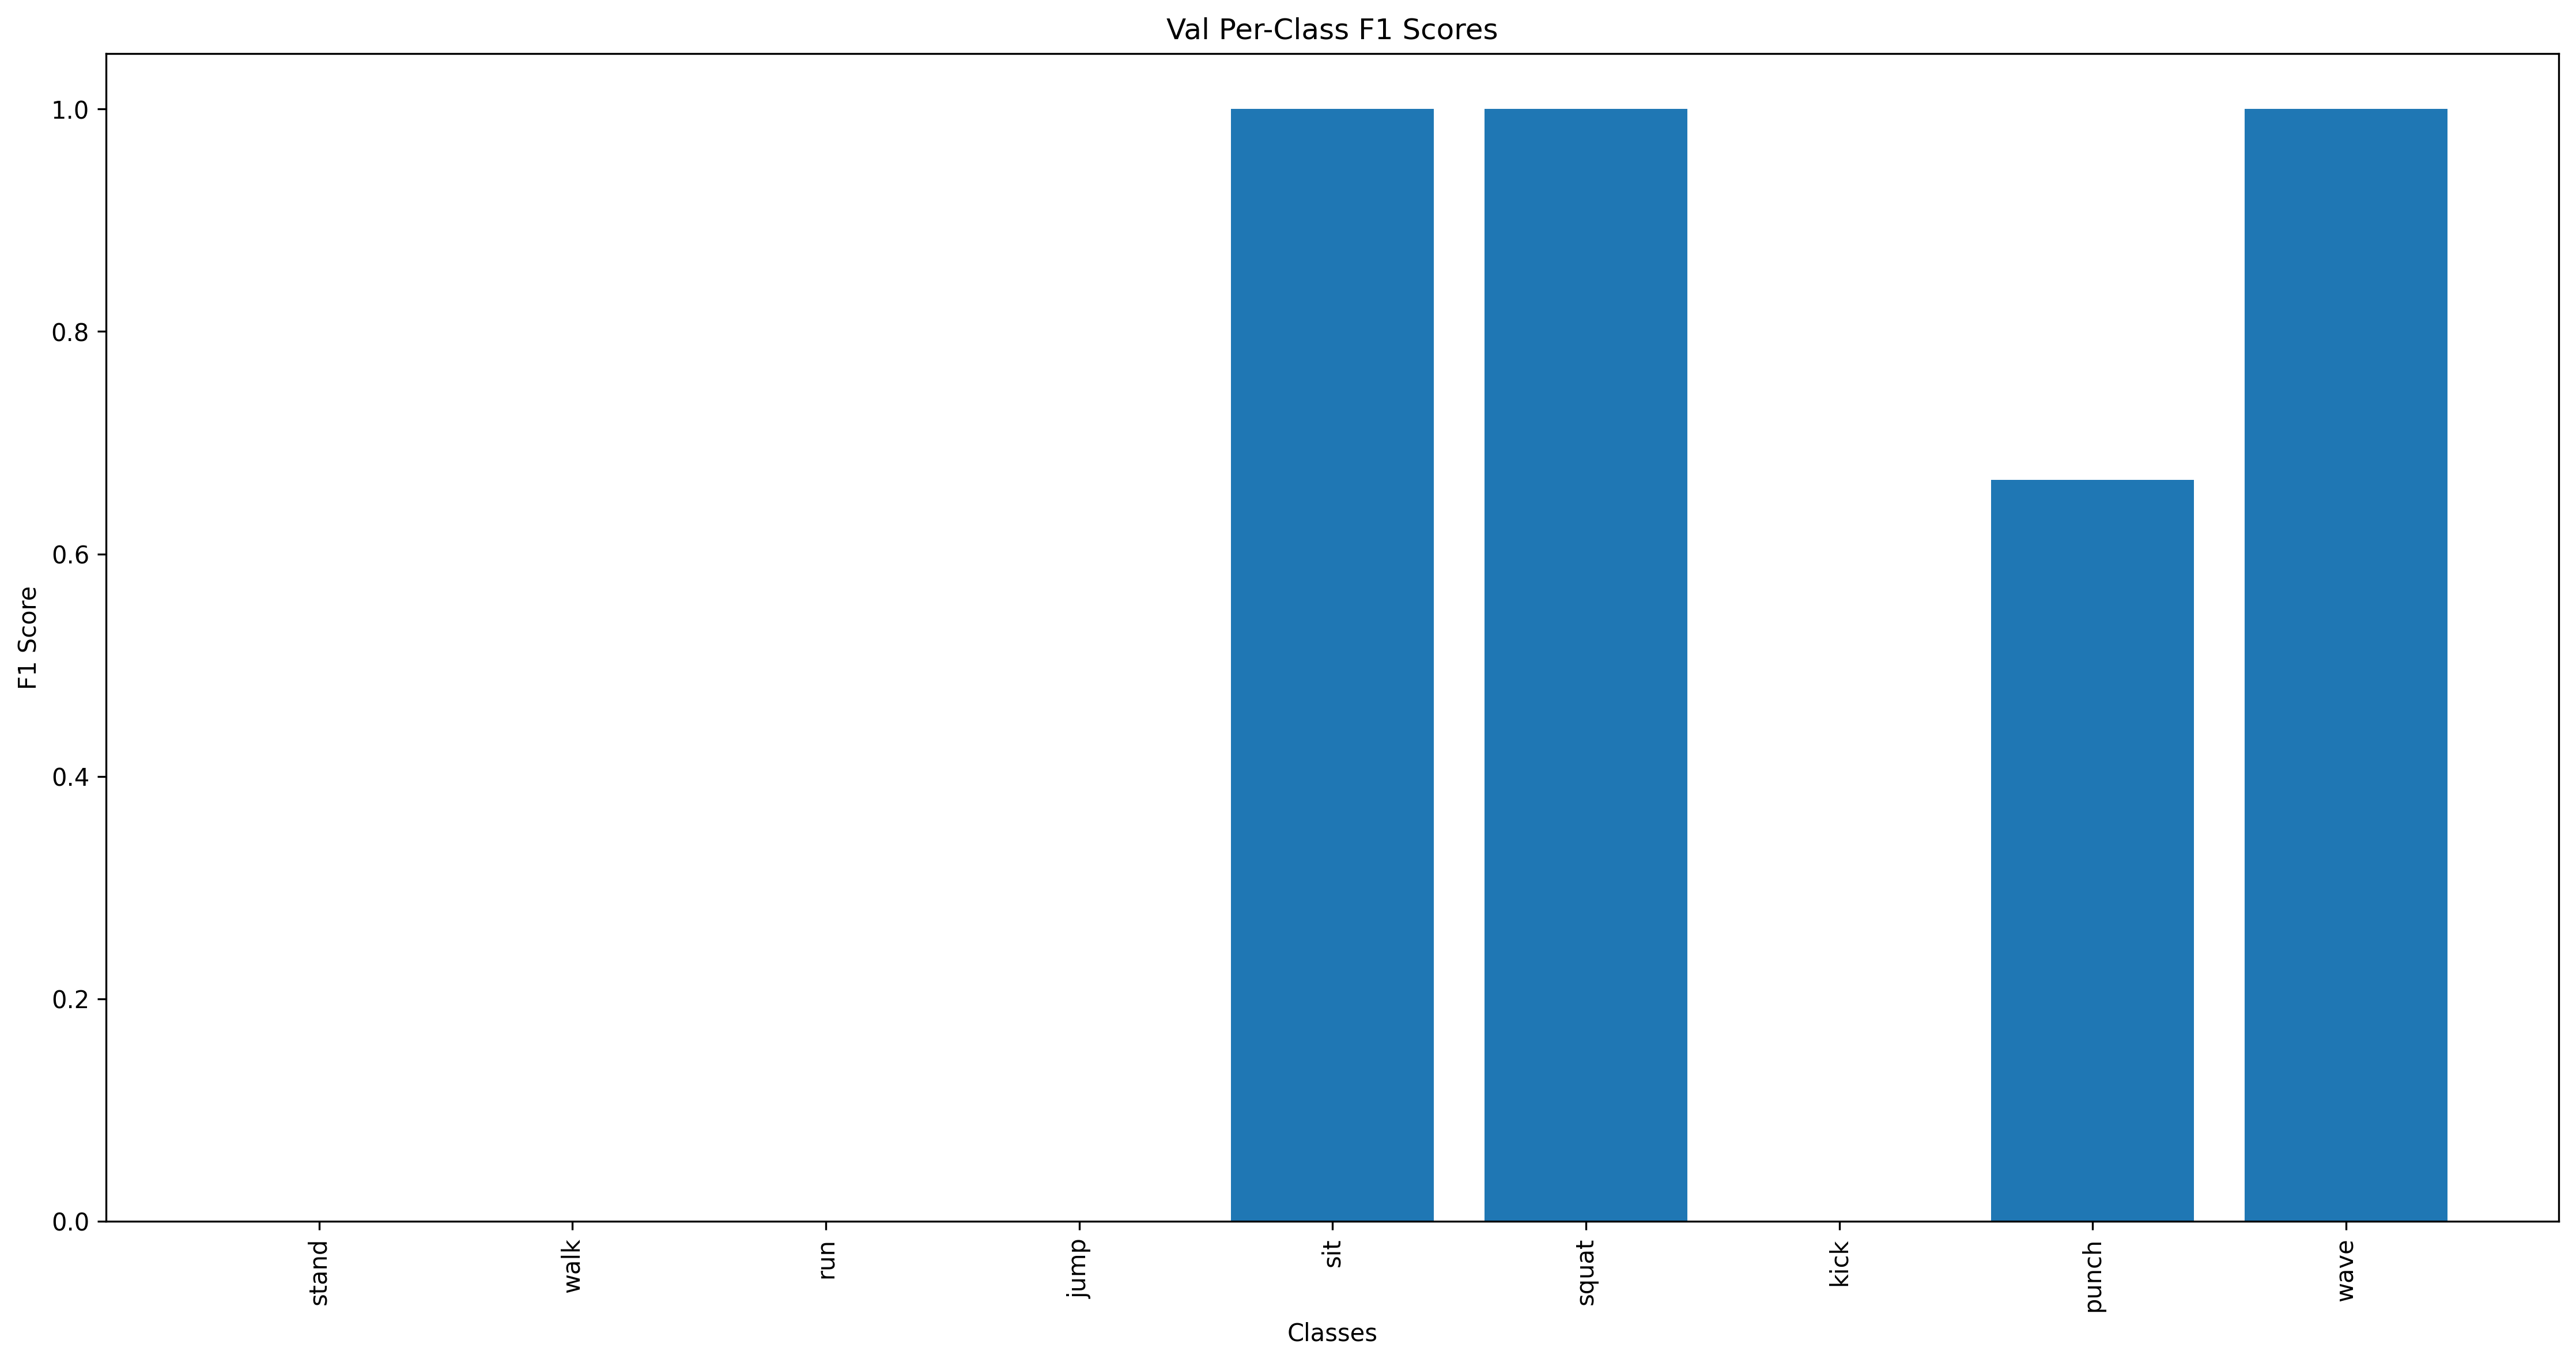 Val Per-Class F1 Scores
F1 Score
1.0
0.8
0.6
0.4
0.2
0.0
stand
walk
run
jump
sit
squat
kick
punch
wave
Classes